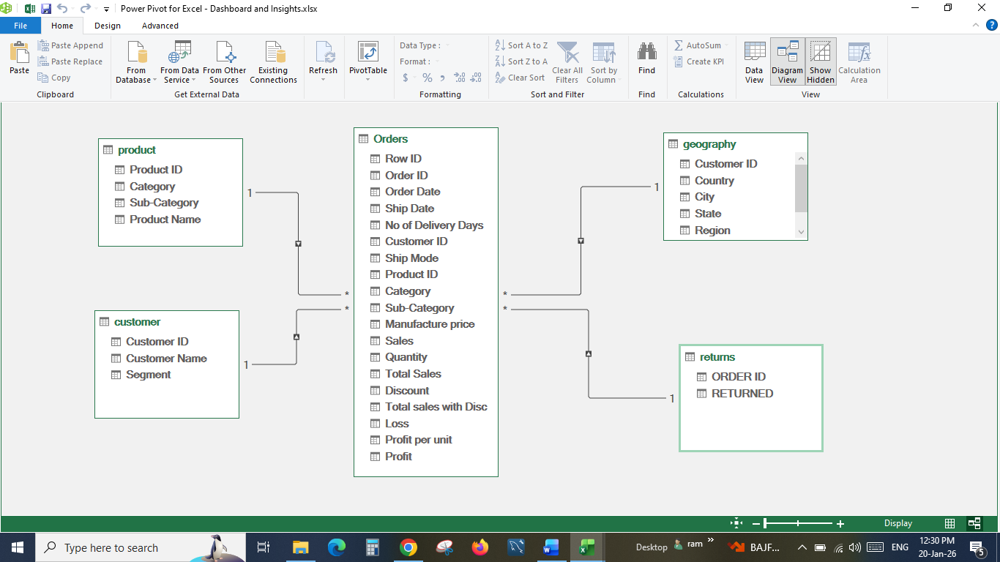 Power Pivot for Excel - Dashboard and Insights.xlsx
File Home Design Advanced
Paste
Paste Append
Paste Replace
Copy
Clipboard
From Database
From Data Service
From Other Sources
Existing Connections
Get External Data
Refresh
PivotTable
Data Type :
Format :
$ % ,
Formatting
Sort A to Z
Sort Z to A
Clear Sort
Clear All Filters
Sort by Column
Sort and Filter
Find
Find
AutoSum
Create KPI
Calculations
Data View
Diagram View
Show Hidden
Calculation Area
View
product
Product ID
Category
Sub-Category
Product Name
1
*
customer
Customer ID
Customer Name
Segment
1
*
Orders
Row ID
Order ID
Order Date
Ship Date
No of Delivery Days
Customer ID
Ship Mode
Product ID
Category
Sub-Category
Manufacture price
Sales
Quantity
Total Sales
Discount
Total sales with Disc
Loss
Profit per unit
Profit
geography
Customer ID
Country
City
State
Region
1
*
returns
ORDER ID
RETURNED
1
*
Display
Type here to search
Desktop
ram
BAJF...
ENG
12:30 PM
20-Jan-26
5